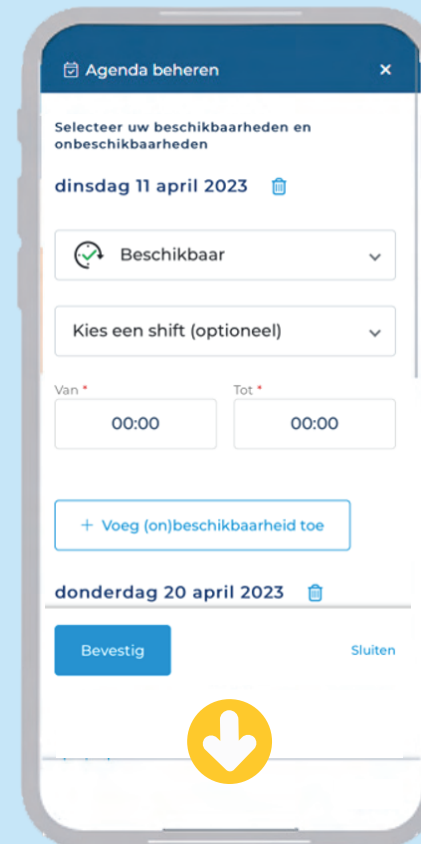 Agenda beheren
Selecteer uw beschikbaarheden en
onbeschikbaarheden
dinsdag 11 april 2023
Beschikbaar
Kies een shift (optioneel)
Van * Tot *
00:00 00:00
+ Voeg (on)beschikbaarheid toe
donderdag 20 april 2023
Bevestig Sluiten